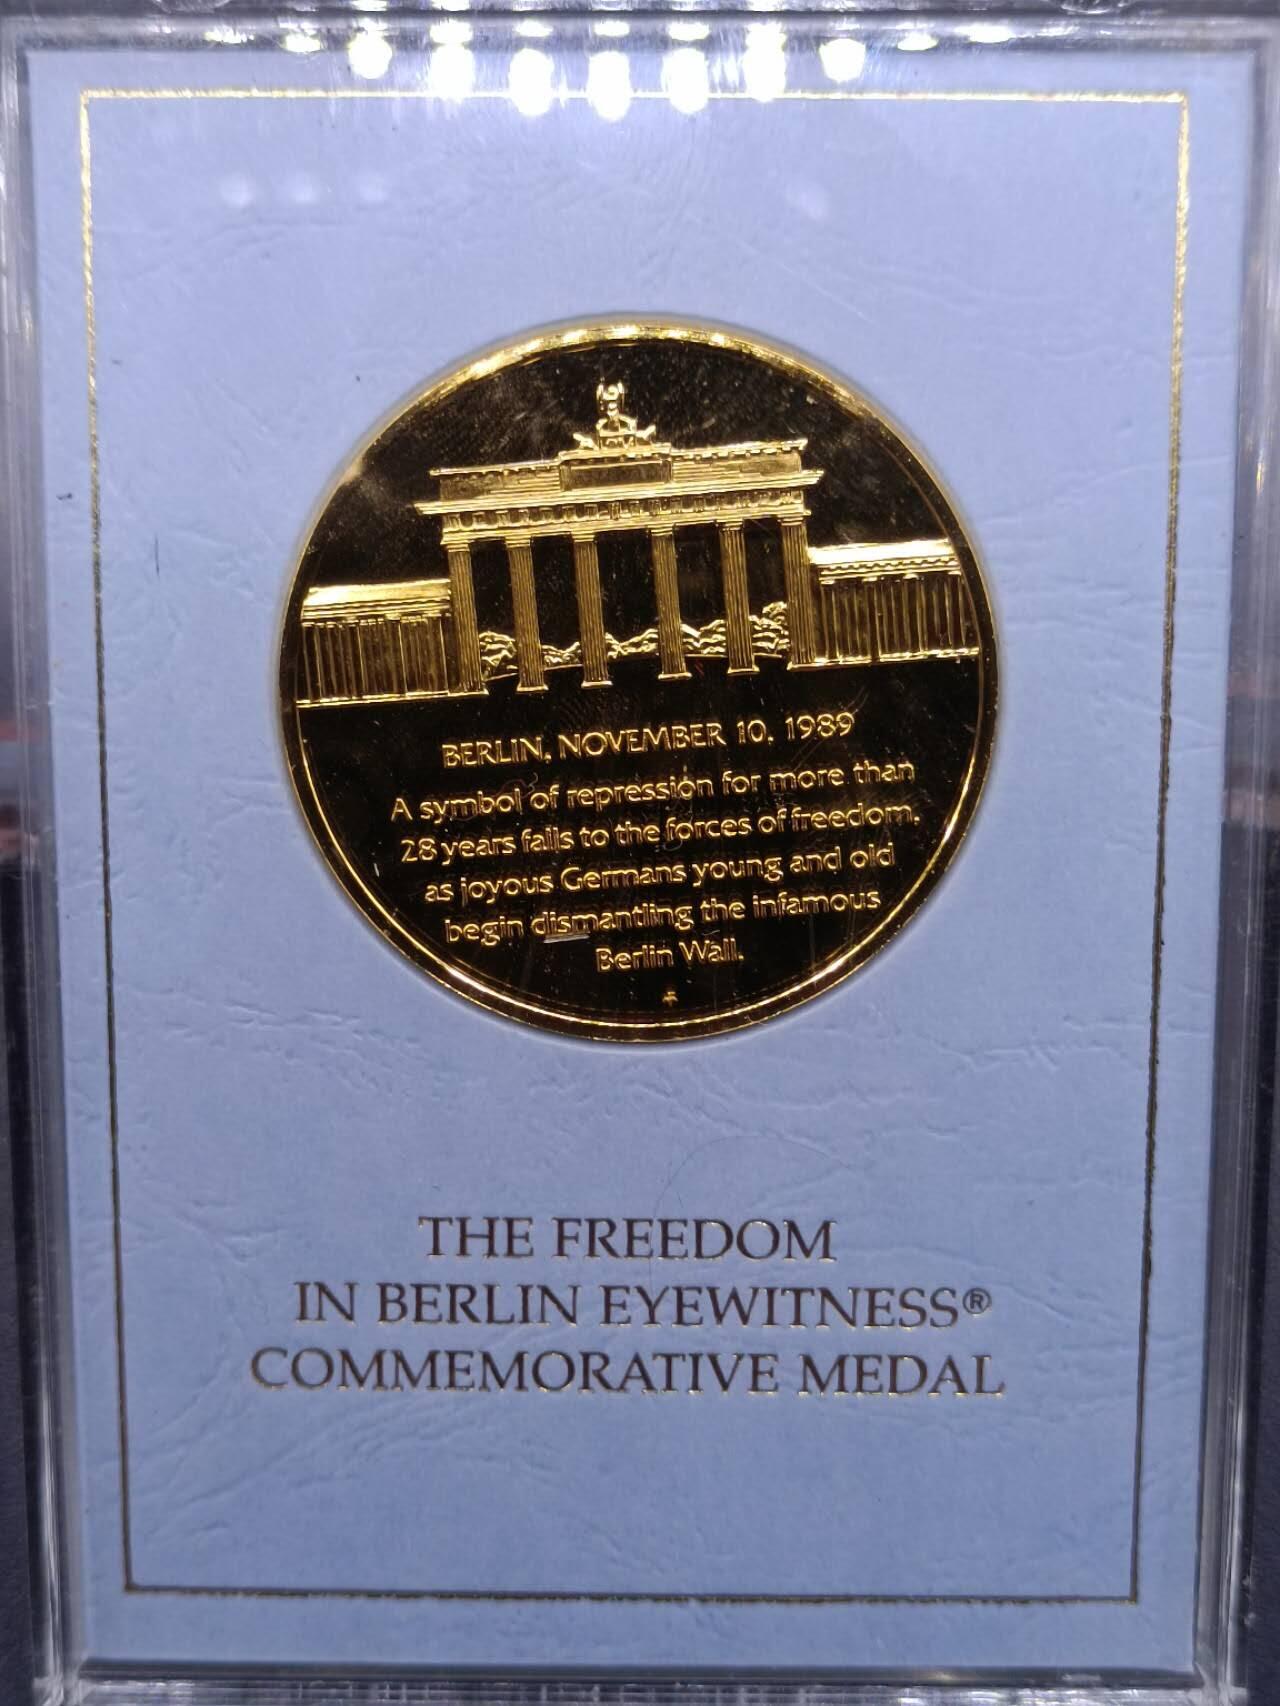 BERLIN, NOVEMBER 10, 1989
A symbol of repression for more than
28 years falls to the forces of freedom,
as joyous Germans young and old
begin dismantling the infamous
Berlin Wall.
THE FREEDOM
IN BERLIN EYEWITNESS®
COMMEMORATIVE MEDAL